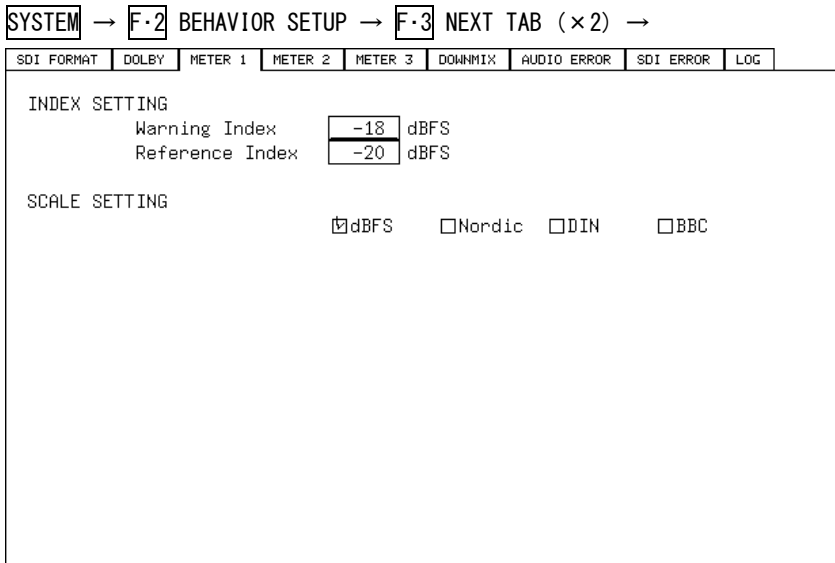 SYSTEM → F・2 BEHAVIOR SETUP → F・3 NEXT TAB (×2) →
SDI FORMAT DOLBY METER 1 METER 2 METER 3 DOWNMIX AUDIO ERROR SDI ERROR LOG
INDEX SETTING
Warning Index -18 dBFS
Reference Index -20 dBFS
SCALE SETTING
☑dBFS □Nordic □DIN □BBC